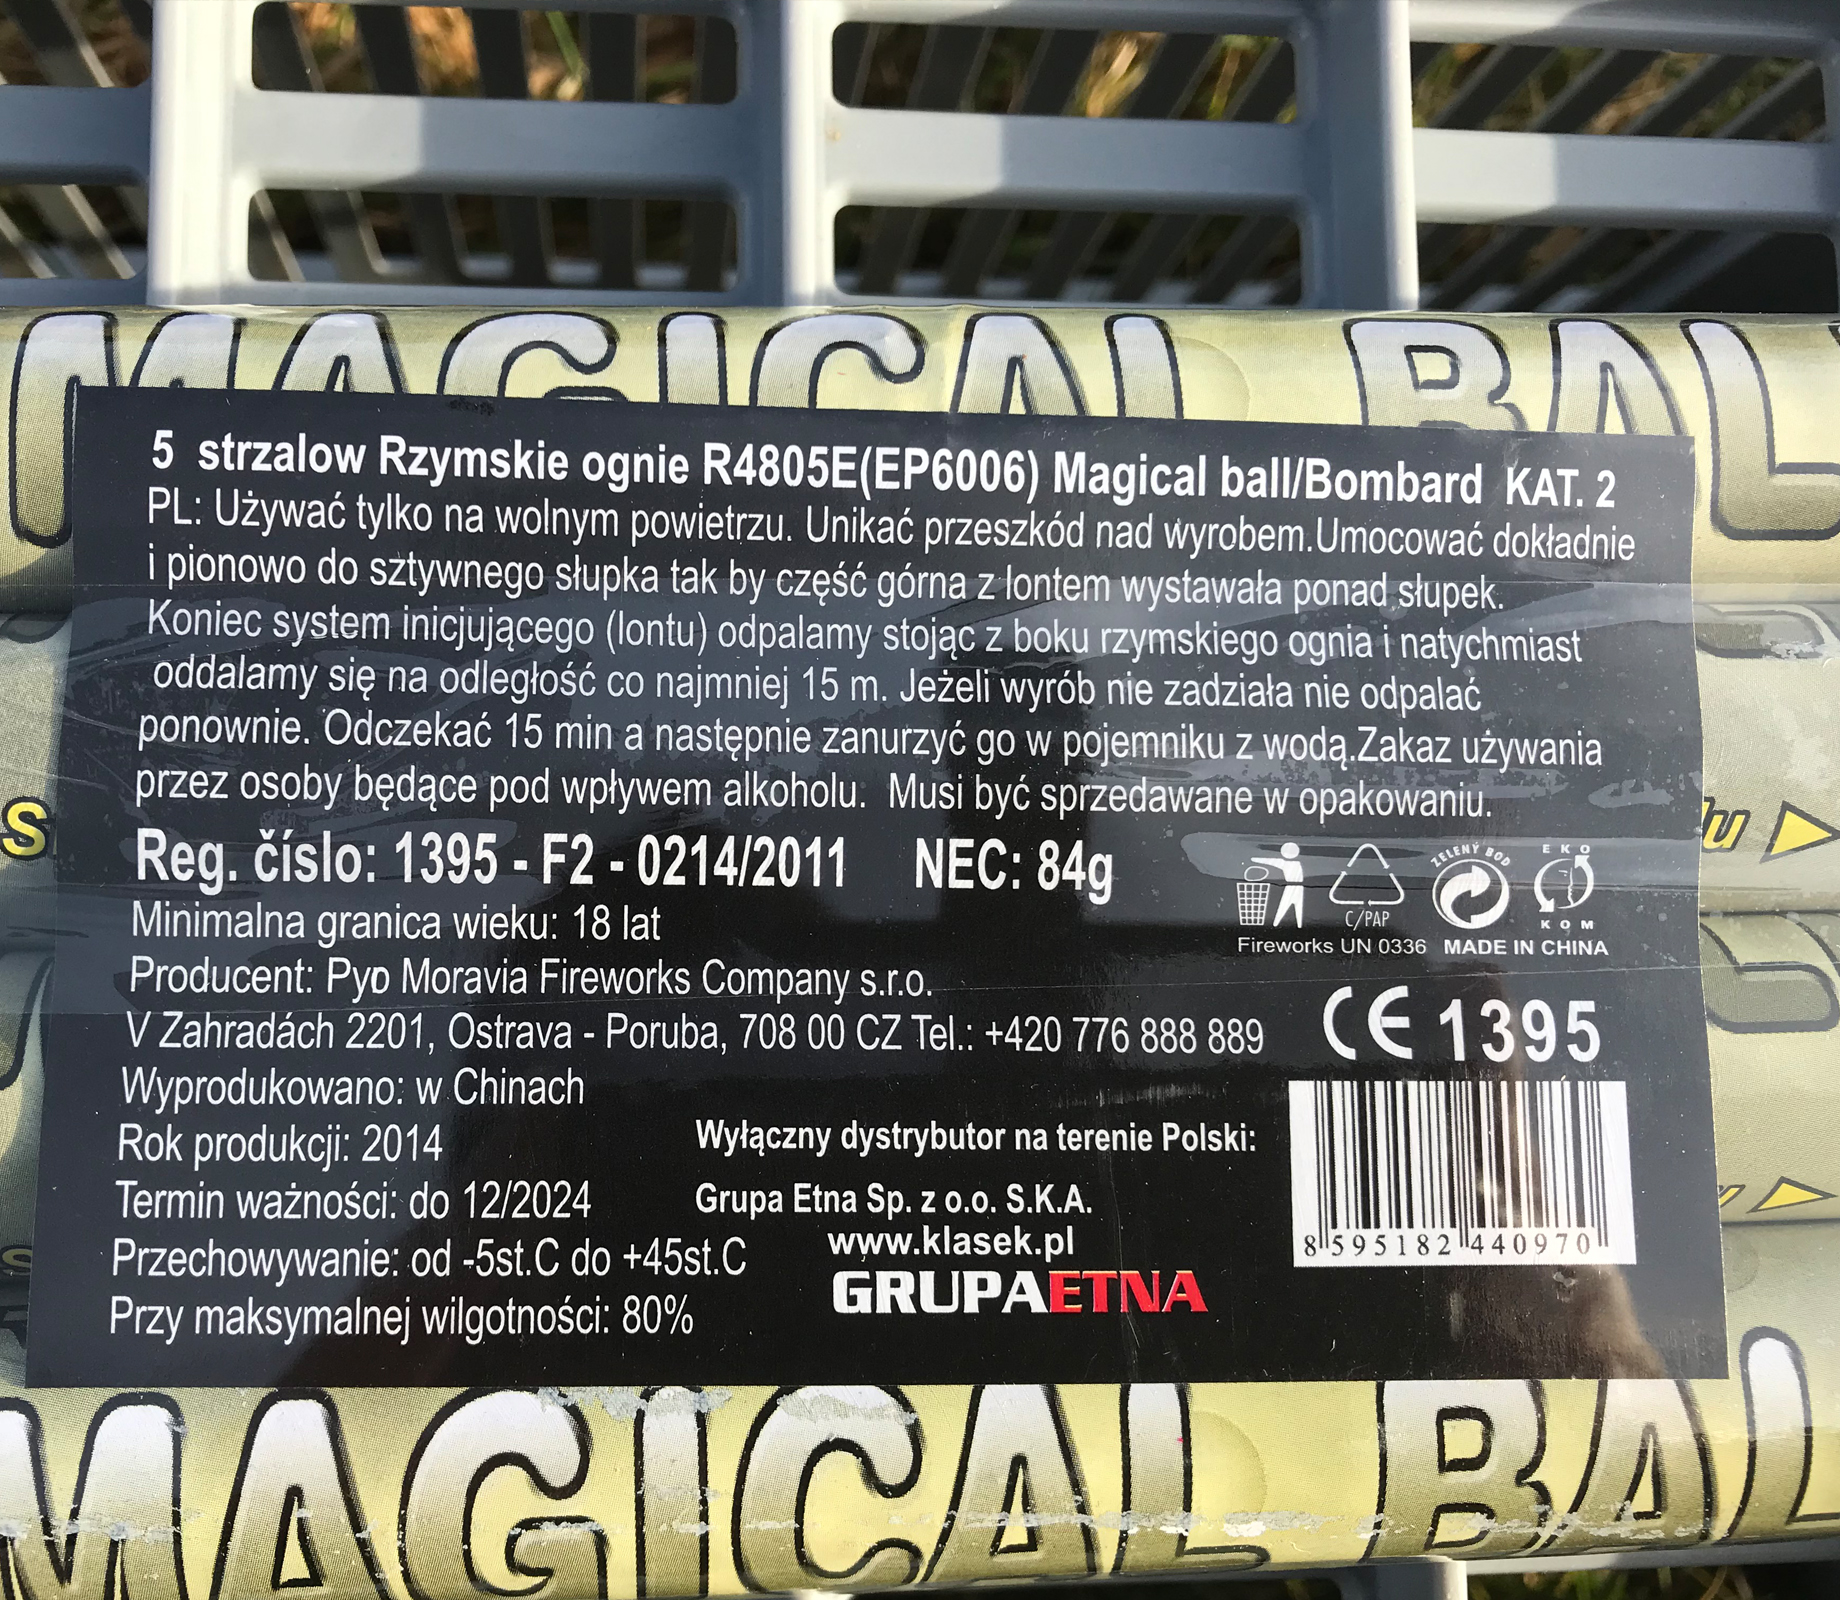 MAGICAL BAL
5 strzalow Rzymskie ognie R4805E(EP6006) Magical ball/Bombard KAT. 2
PL: Używać tylko na wolnym powietrzu. Unikać przeszkód nad wyrobem.Umocować dokładnie
i pionowo do sztywnego słupka tak by część górna z lontem wystawała ponad słupek.
Koniec system inicjującego (lontu) odpalamy stojąc z boku rzymskiego ognia i natychmiast
oddalamy się na odległość co najmniej 15 m. Jeżeli wyrób nie zadziała nie odpalać
ponownie. Odczekać 15 min a następnie zanurzyć go w pojemniku z wodą.Zakaz używania
przez osoby będące pod wpływem alkoholu. Musi być sprzedawane w opakowaniu.
Reg. číslo: 1395 - F2 - 0214/2011 NEC: 84g
ZELENÝ BOD
EKO
KOM
C/PAP
Fireworks UN 0336 MADE IN CHINA
Minimalna granica wieku: 18 lat
Producent: Pyo Moravia Fireworks Company s.r.o.
V Zahradách 2201, Ostrava - Poruba, 708 00 CZ Tel.: +420 776 888 889
CE 1395
Wyprodukowano: w Chinach
Rok produkcji: 2014
Termin ważności: do 12/2024
Przechowywanie: od -5st.C do +45st.C
Przy maksymalnej wilgotności: 80%
Wyłączny dystrybutor na terenie Polski:
Grupa Etna Sp. z o.o. S.K.A.
www.klasek.pl
GRUPAETNA
8 595182 440970
MAGICAL BAL